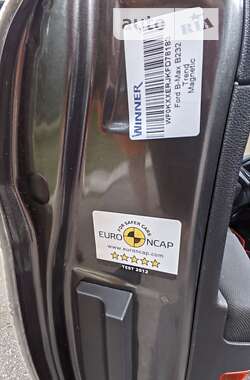 auto RIA
WINNER
Ford B-Max B232
Trend
Magnetic
FOR SAFER CARS
EURO NCAP
www.euroncap.com
TEST 2012